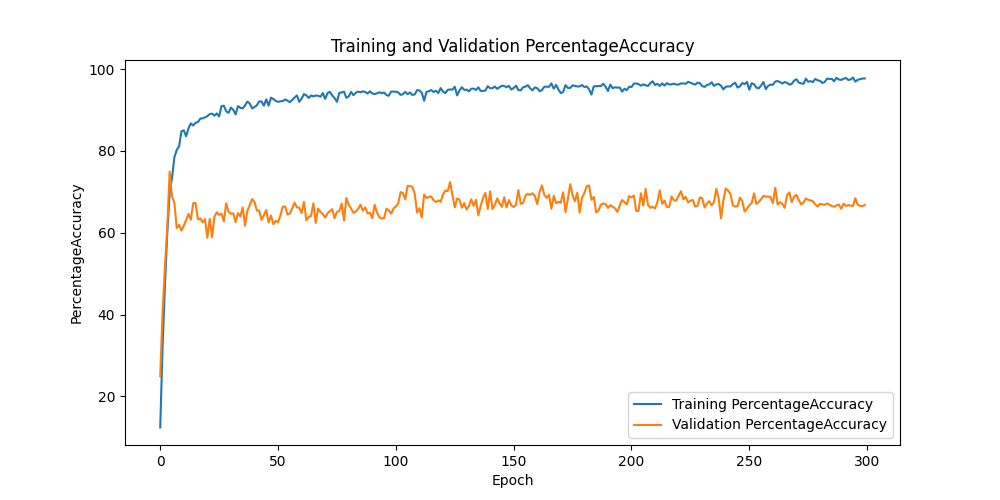 Training and Validation PercentageAccuracy
PercentageAccuracy
100
80
60
40
20
0
50
100
150
200
250
300
Epoch
Training PercentageAccuracy
Validation PercentageAccuracy